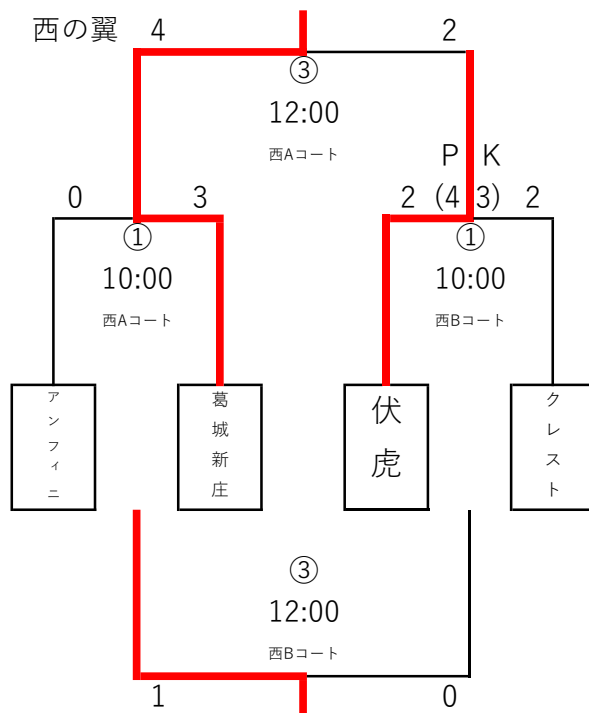 西の翼 4 2
③
12:00
西Aコート
P K
0 3 2 (4 3) 2
① ①
10:00 10:00
西Aコート 西Bコート
アンフィニ
葛城新庄
伏虎
クレスト
③
12:00
西Bコート
1 0